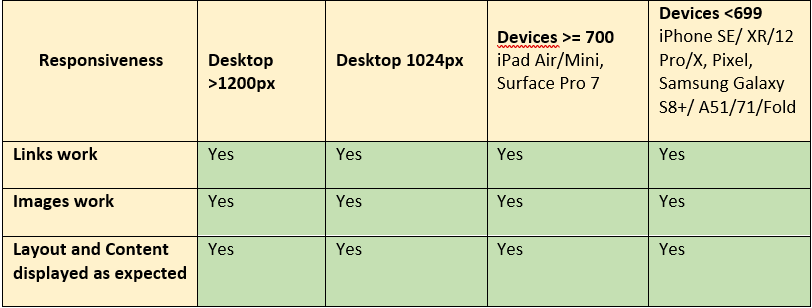 Responsiveness
Desktop
>1200px
Desktop 1024px
Devices >= 700
iPad Air/Mini,
Surface Pro 7
Devices <699
iPhone SE/ XR/12
Pro/X, Pixel,
Samsung Galaxy
S8+/ A51/71/Fold
Links work
Yes
Yes
Yes
Yes
Images work
Yes
Yes
Yes
Yes
Layout and Content
displayed as expected
Yes
Yes
Yes
Yes